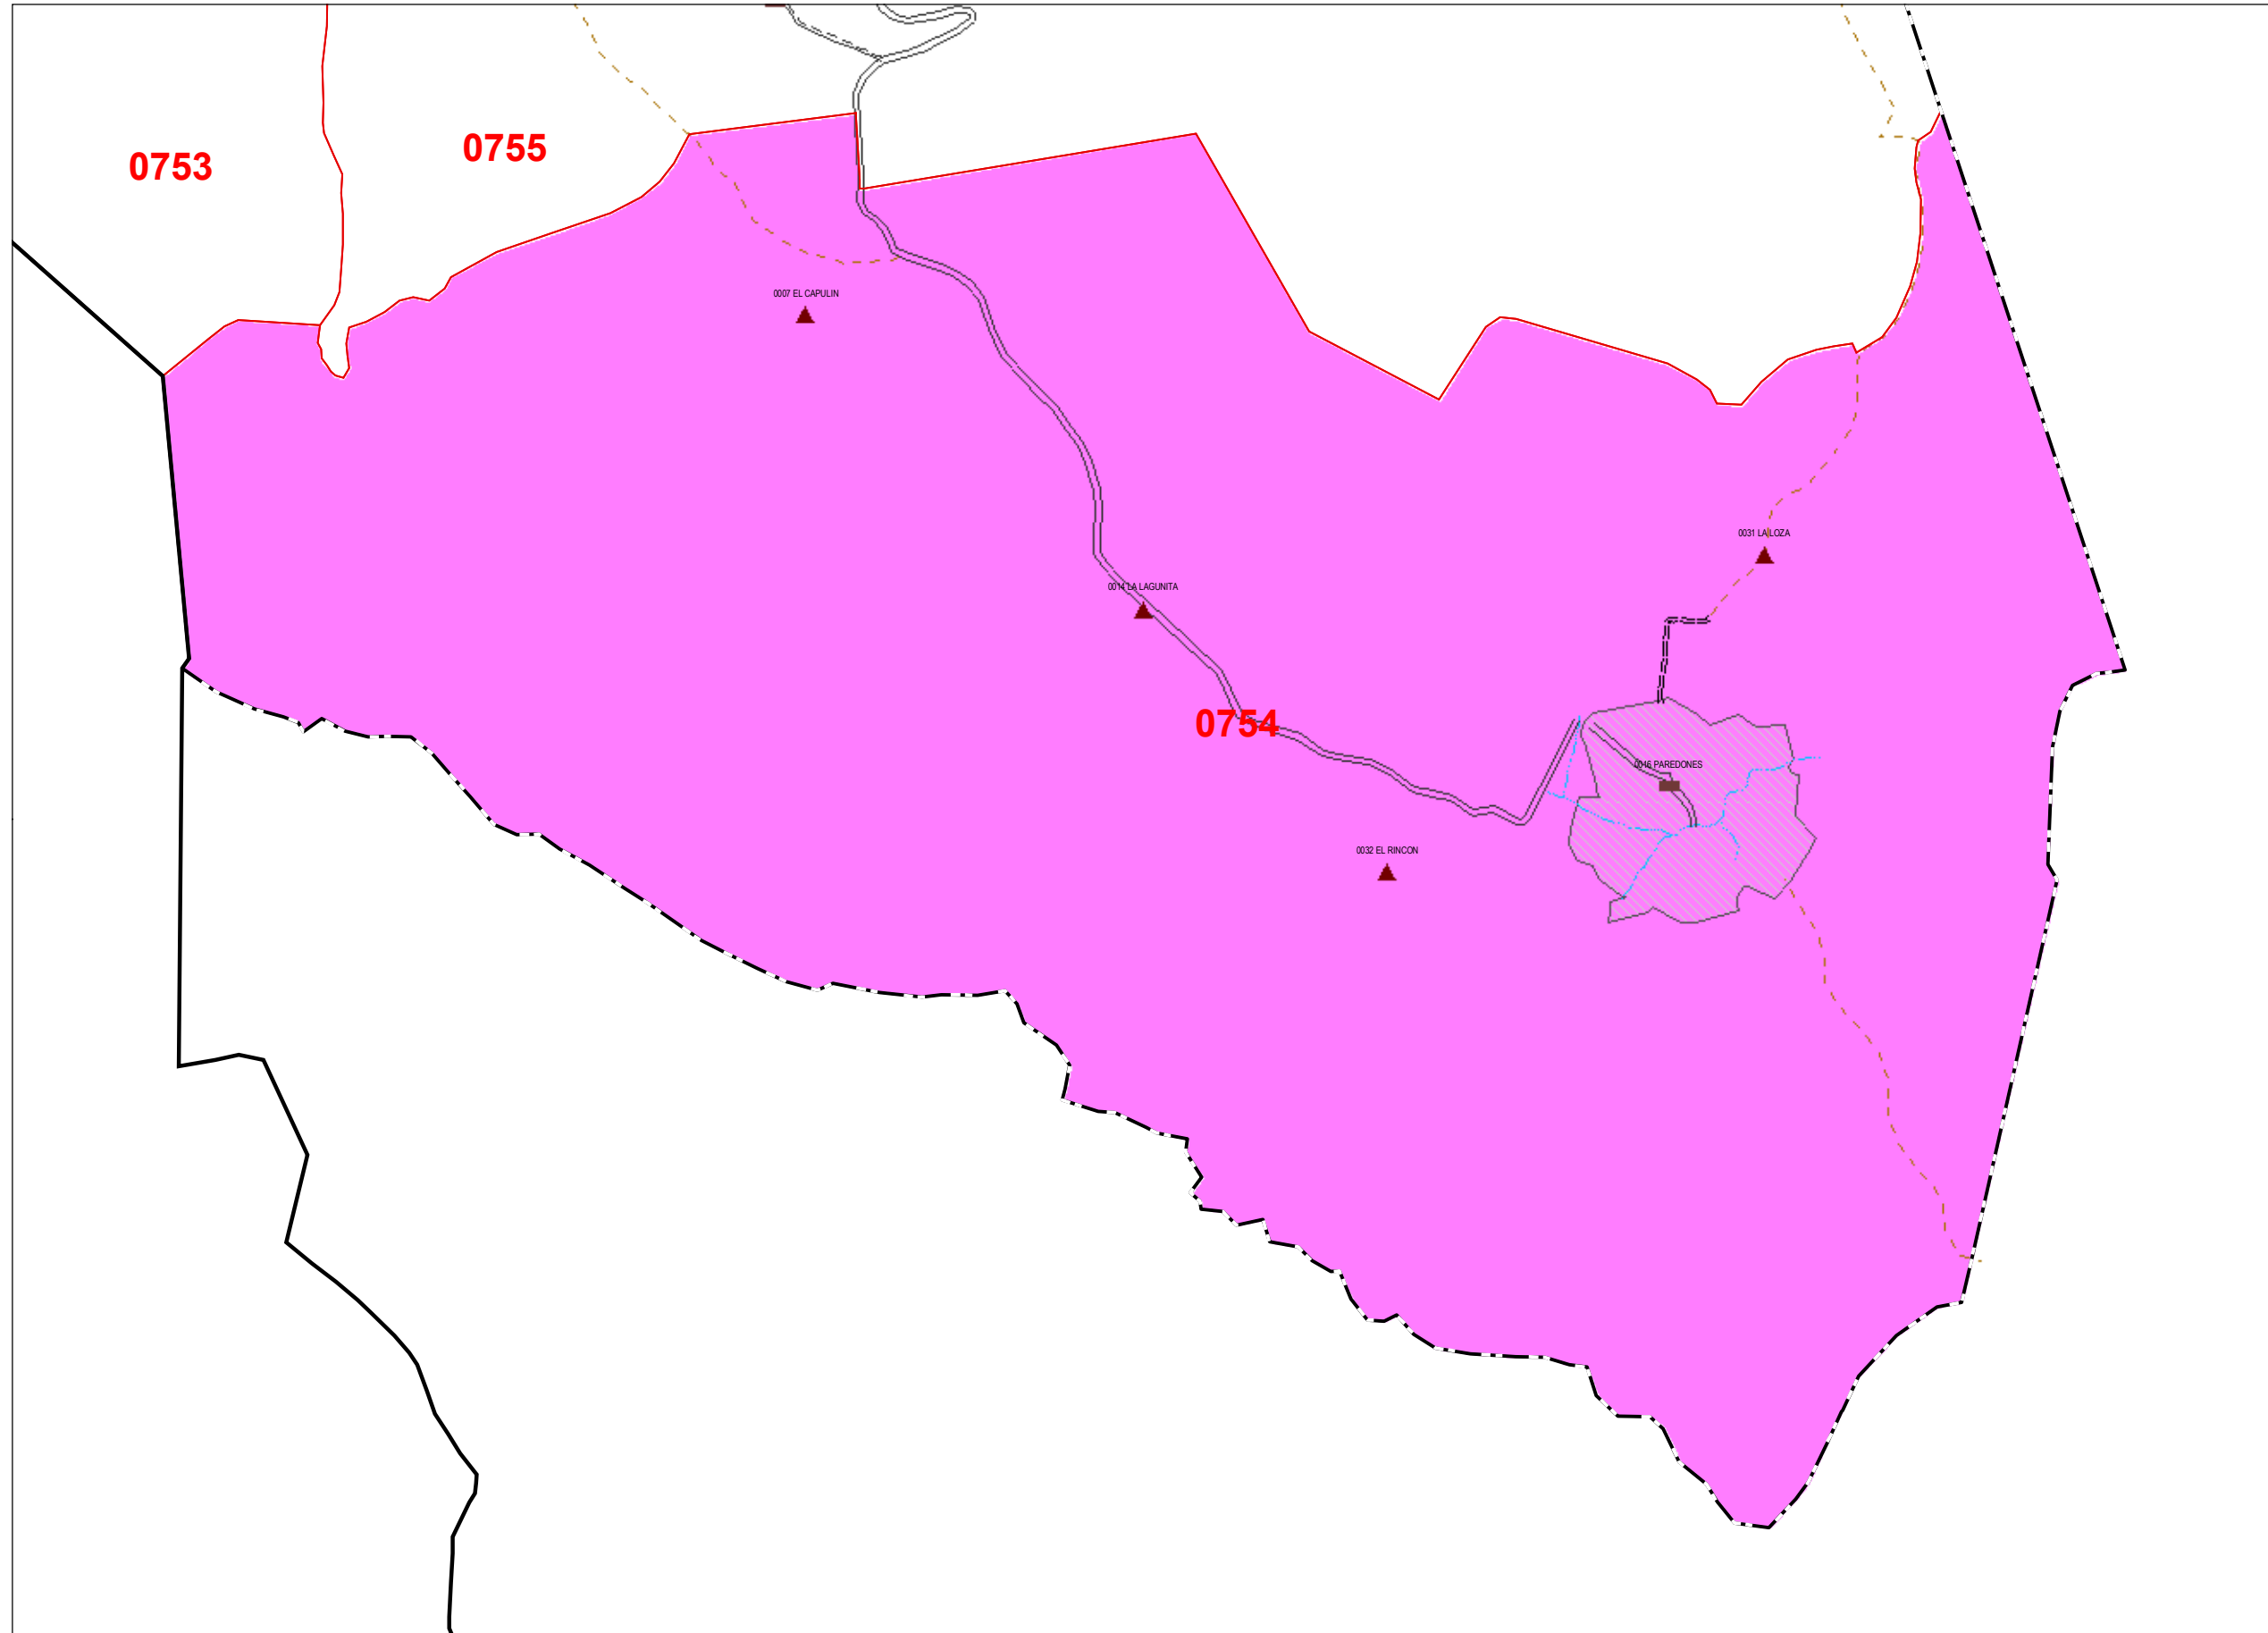 0755
0753
0007 EL CAPULIN
0031 LA LOZA
0014 LA LAGUNITA
0754
0016 PAREDONES
0032 EL RINCON